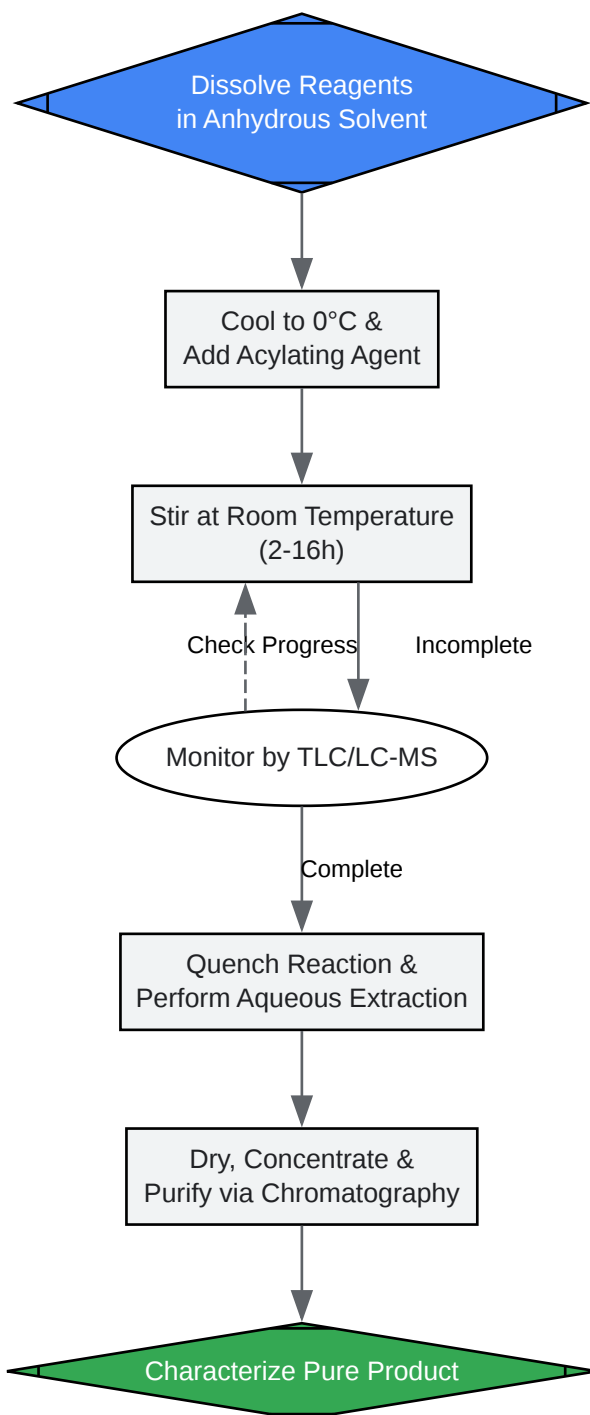 Dissolve Reagents
in Anhydrous Solvent
Cool to 0°C &
Add Acylating Agent
Stir at Room Temperature
(2-16h)
Check Progress
Incomplete
Monitor by TLC/LC-MS
Complete
Quench Reaction &
Perform Aqueous Extraction
Dry, Concentrate &
Purify via Chromatography
Characterize Pure Product